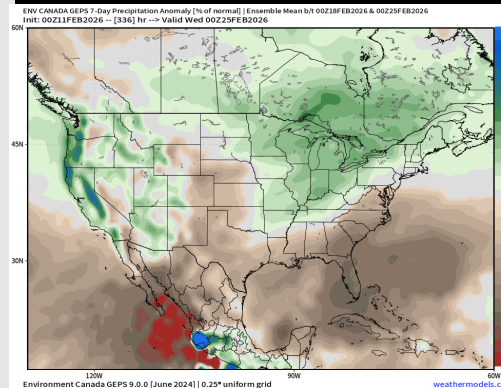 ENV CANADA GEPS 7-Day Precipitation Anomaly [% of normal] | Ensemble Mean b/t 00Z18FEB2026 & 00Z25FEB2026
Init: 00Z11FEB2026 -- [336] hr --> Valid Wed 00Z25FEB2026
60N
45N
30N
120W
90W
60W
Environment Canada GEPS 9.0.0 [June 2024] | 0.25° uniform grid
weathermodels.c